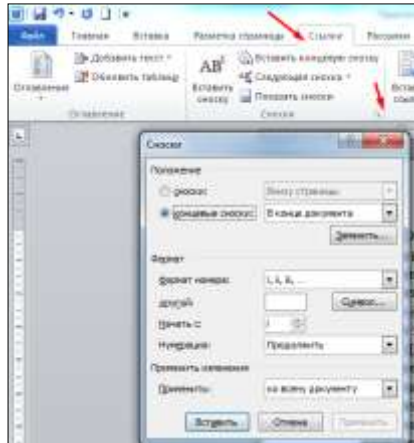 Файл Главная Вставка Разметка страницы Ссылки Рассылки
Добавить текст
Вставить концевую сноску
Обновить таблицу
AB
Следующая сноска
Оглавление
Вставить сноску
Показать сноски
Оглавление
Сноски
Сноски
Положение
сноски:
Внизу страницы
концевые сноски:
В конце документа
Заменить...
Формат
Формат номера:
i, ii, iii, ...
другой:
Символ...
Начать с:
i
Нумерация:
Продолжить
Применить изменения
Применить:
ко всему документу
Вставить
Отмена
Применить